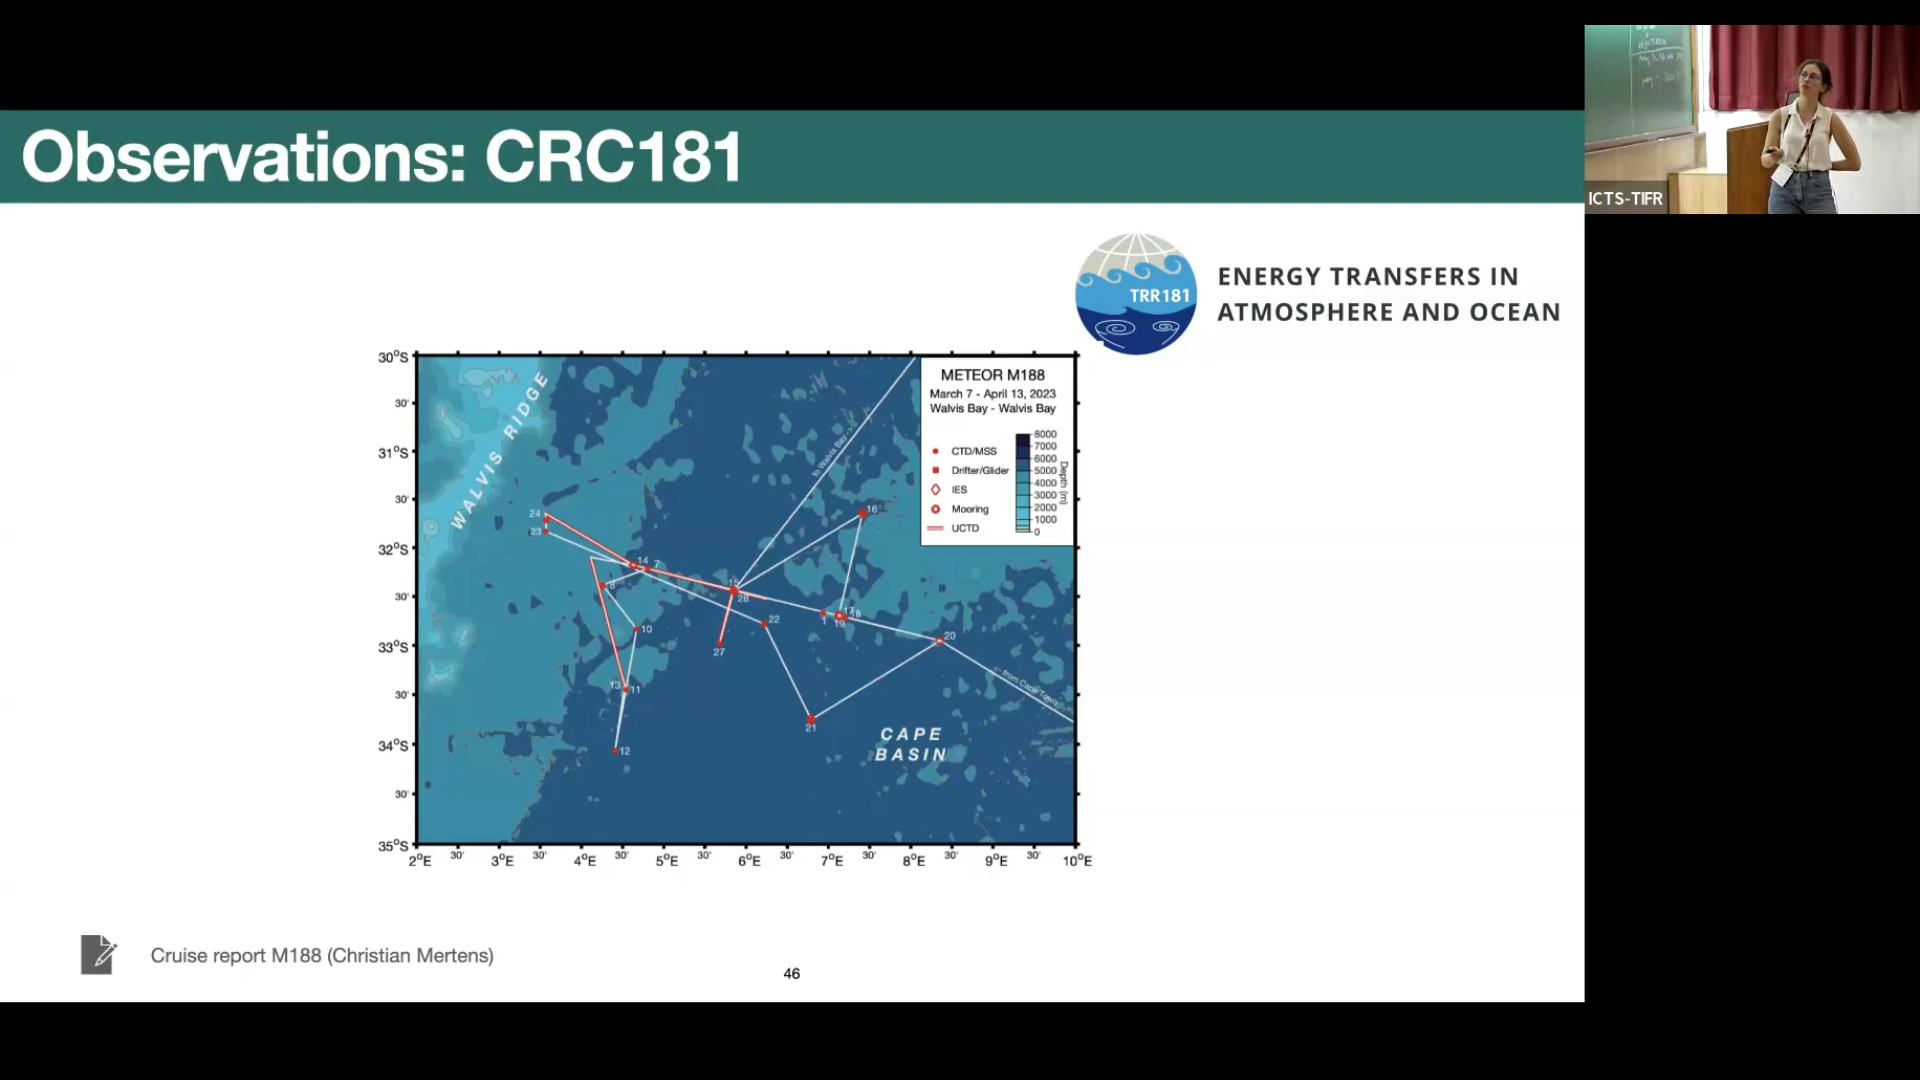 Observations: CRC181
ICTS-TIFR
TRR181
ENERGY TRANSFERS IN
ATMOSPHERE AND OCEAN
METEOR M188
March 7 - April 13, 2023
Walvis Bay - Walvis Bay
CTD/MSS
Drifter/Glider
IES
Mooring
UCTD
8000
7000
6000
5000
4000
3000
2000
1000
0
Depth (m)
30°S
30'
31°S
30'
32°S
30'
33°S
30'
34°S
30'
35°S
WALVIS RIDGE
to Walvis Bay ->
<- from Cape Town
24
23
14
7
8
10
13
11
12
15
28
27
22
1
17
18
19
16
20
21
CAPE
BASIN
2°E
30'
3°E
30'
4°E
30'
5°E
30'
6°E
30'
7°E
30'
8°E
30'
9°E
30'
10°E
Cruise report M188 (Christian Mertens)
46